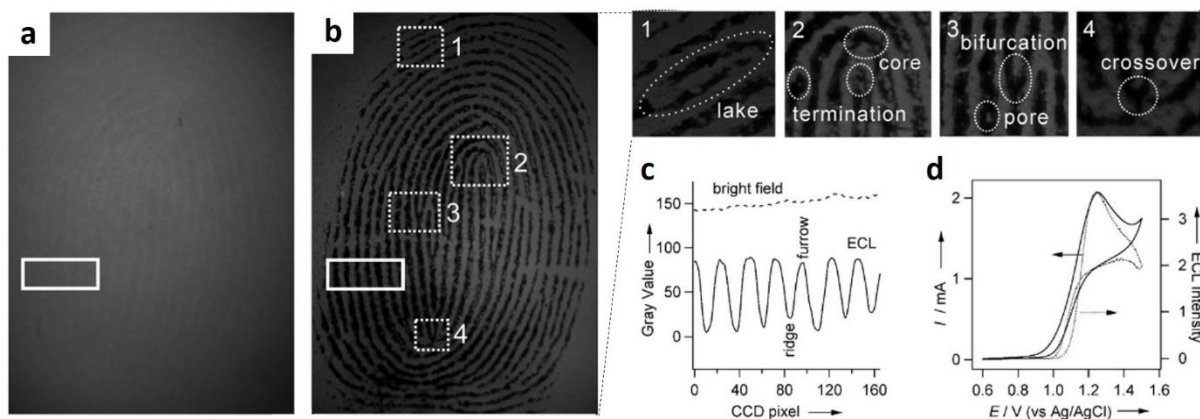 a
b
1
2
3
4
1
lake
2
core
termination
3
bifurcation
pore
4
crossover
c
bright field
furrow
ECL
ridge
Gray Value
150
100
50
0
0 40 80 120 160
CCD pixel
d
I / mA
2
1
0
ECL Intensity
3
2
1
0
0.6 0.8 1.0 1.2 1.4 1.6
E / V (vs Ag/AgCl)